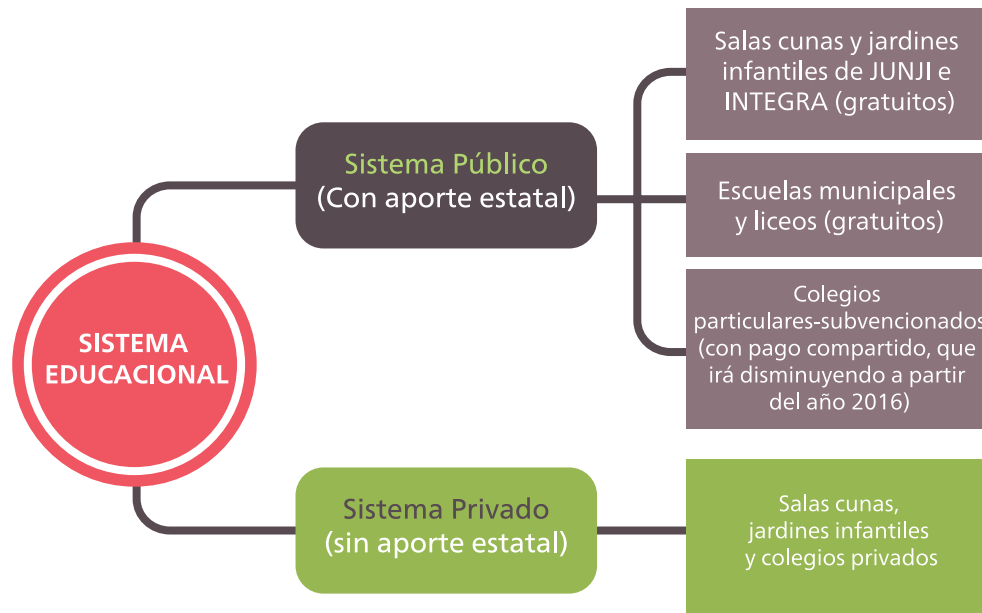 SISTEMA
EDUCACIONAL
Sistema Público
(Con aporte estatal)
Salas cunas y jardines
infantiles de JUNJI e
INTEGRA (gratuitos)
Escuelas municipales
y liceos (gratuitos)
Colegios
particulares-subvencionados
(con pago compartido, que
irá disminuyendo a partir
del año 2016)
Sistema Privado
(sin aporte estatal)
Salas cunas,
jardines infantiles
y colegios privados